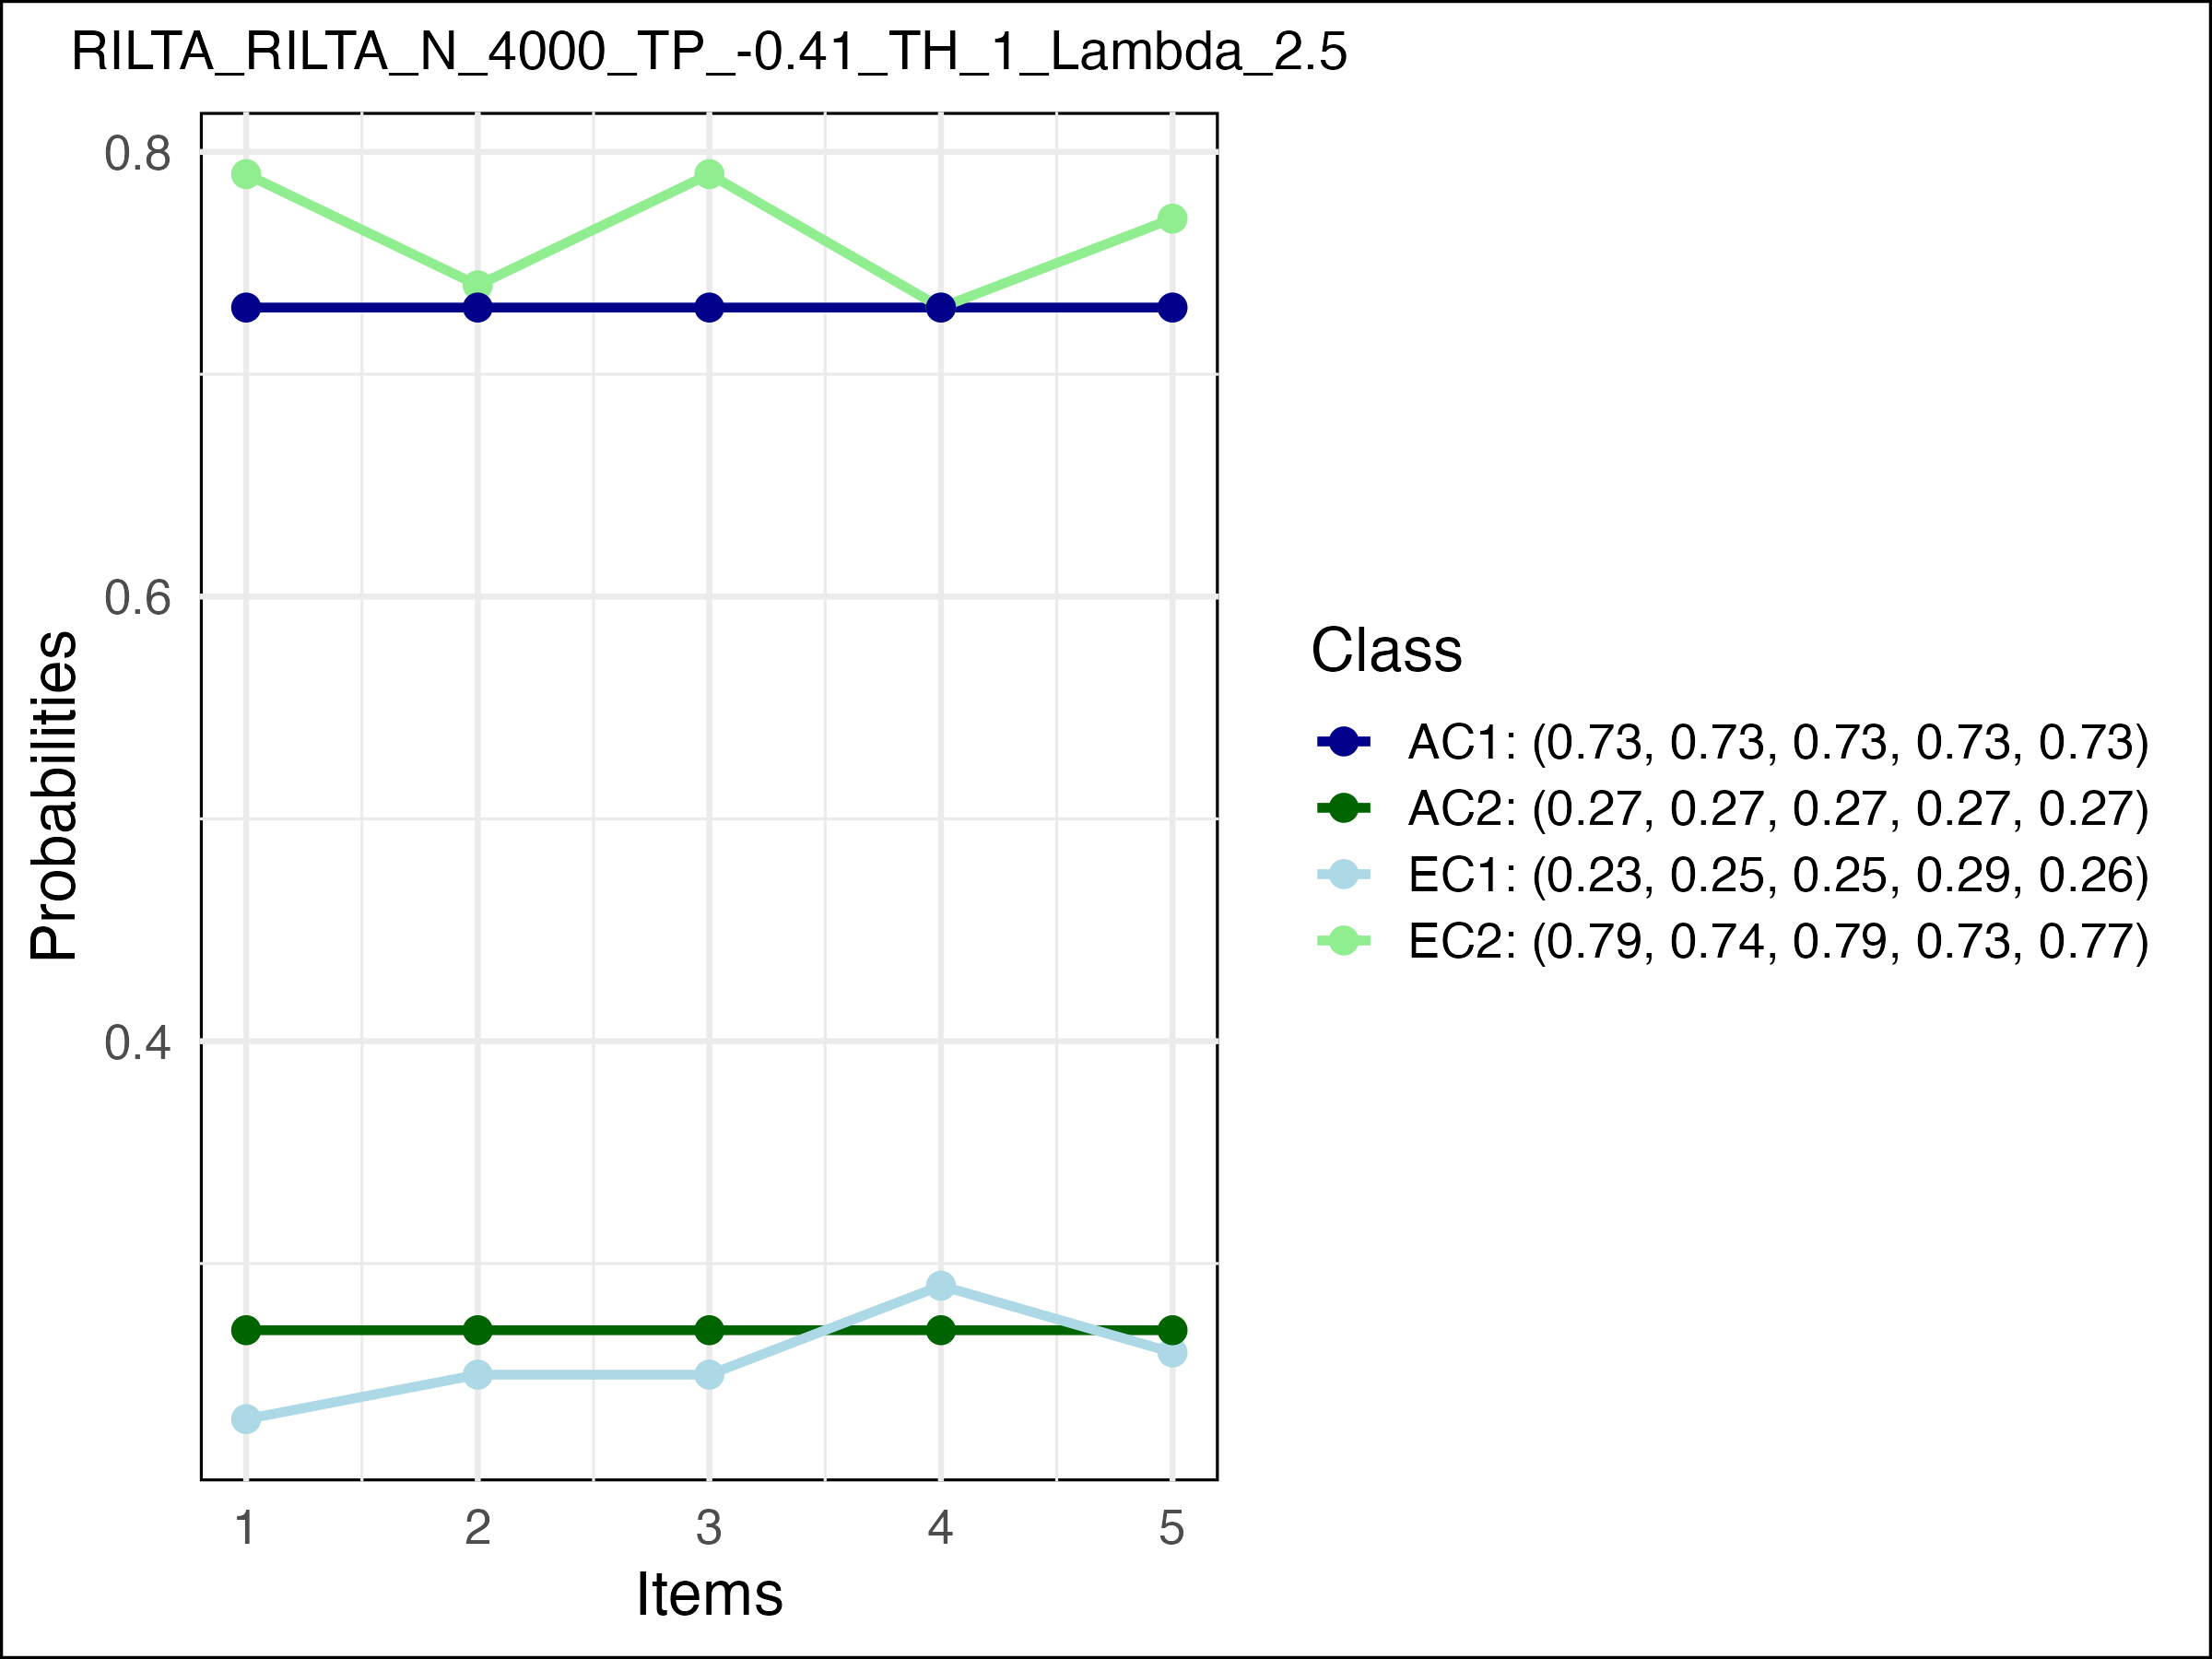 RILTA_RILTA_N_4000_TP_-0.41_TH_1_Lambda_2.5
0.8
0.6
0.4
Probabilities
1 2 3 4 5
Items
Class
AC1: (0.73, 0.73, 0.73, 0.73, 0.73)
AC2: (0.27, 0.27, 0.27, 0.27, 0.27)
EC1: (0.23, 0.25, 0.25, 0.29, 0.26)
EC2: (0.79, 0.74, 0.79, 0.73, 0.77)